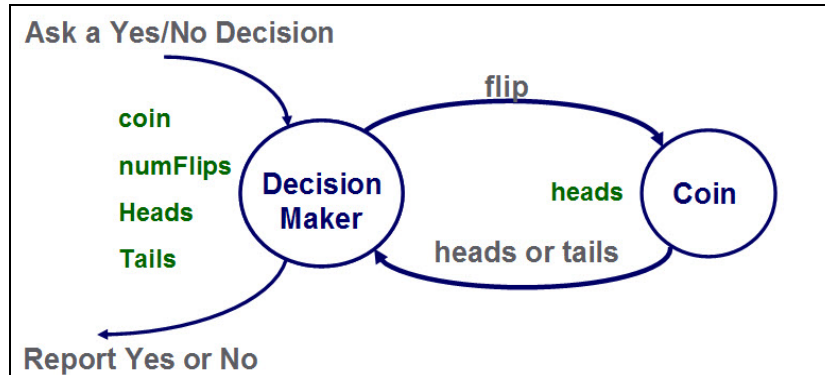 Ask a Yes/No Decision
flip
coin
numFlips
Heads
Tails
Decision
Maker
heads
Coin
heads or tails
Report Yes or No